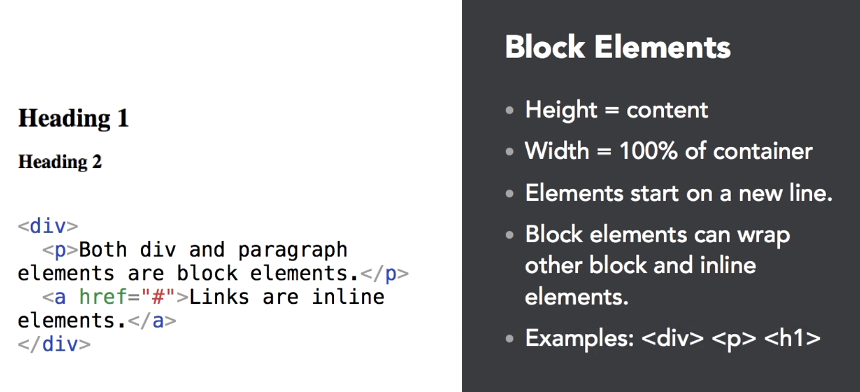 Heading 1
Heading 2
<div>
  <p>Both div and paragraph
elements are block elements.</p>
  <a href="#">Links are inline
elements.</a>
</div>
Block Elements
• Height = content
• Width = 100% of container
• Elements start on a new line.
• Block elements can wrap
other block and inline
elements.
• Examples: <div> <p> <h1>